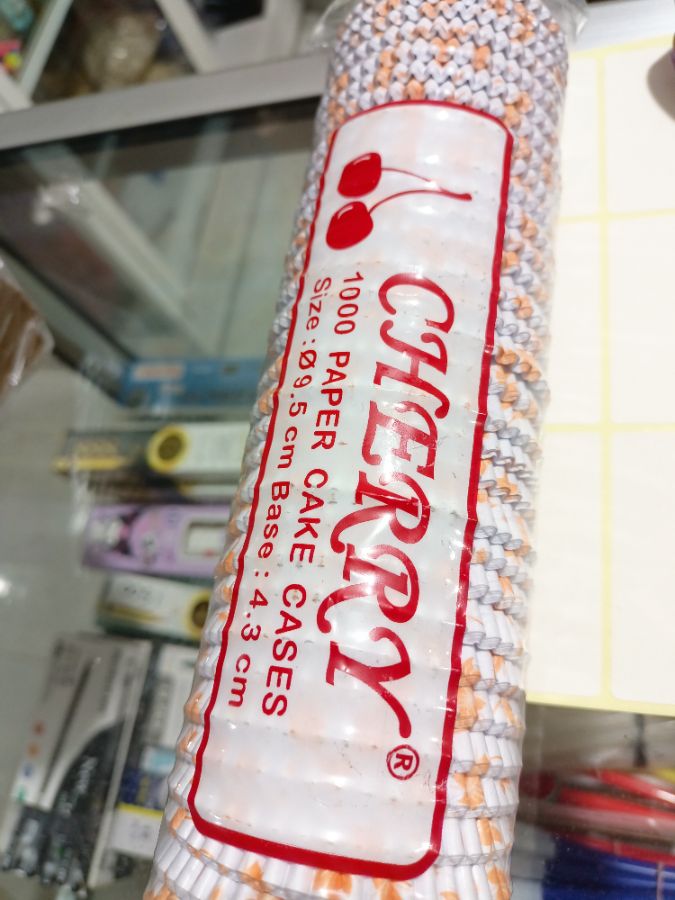 CHERRY®
1000 PAPER CAKE CASES
Size : Ø9.5 cm Base : 4.3 cm